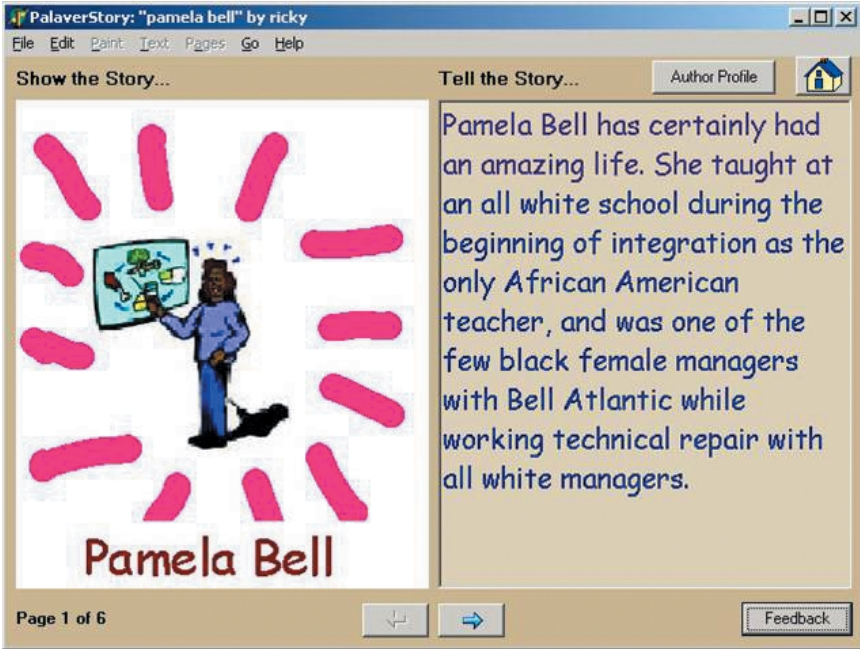 PalaverStory: "pamela bell" by ricky
File Edit Paint Text Pages Go Help
Show the Story...
Tell the Story...
Author Profile
Pamela Bell has certainly had
an amazing life. She taught at
an all white school during the
beginning of integration as the
only African American
teacher, and was one of the
few black female managers
with Bell Atlantic while
working technical repair with
all white managers.
Pamela Bell
Page 1 of 6
Feedback